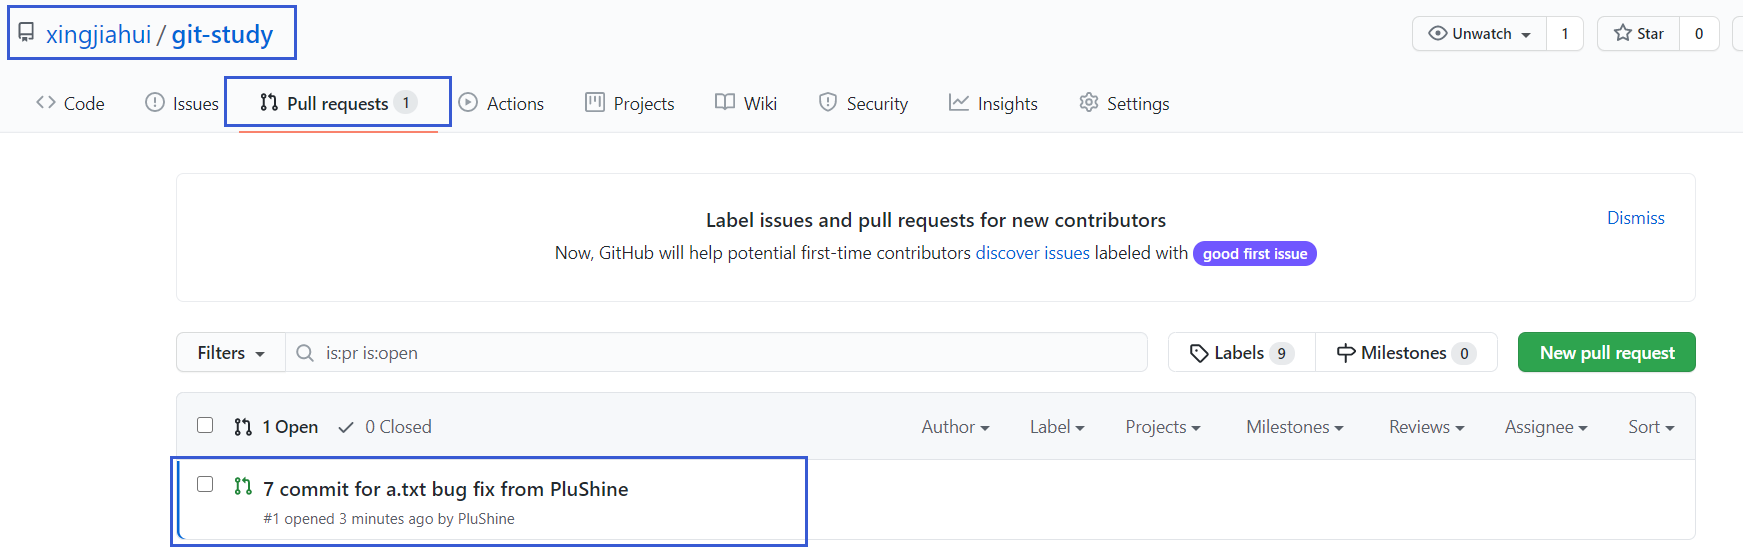 xingjiahui / git-study
Unwatch 1
Star 0
Code Issues Pull requests 1 Actions Projects Wiki Security Insights Settings
Label issues and pull requests for new contributors
Dismiss
Now, GitHub will help potential first-time contributors discover issues labeled with good first issue
Filters is:pr is:open Labels 9 Milestones 0 New pull request
1 Open 0 Closed Author Label Projects Milestones Reviews Assignee Sort
7 commit for a.txt bug fix from PluShine
#1 opened 3 minutes ago by PluShine